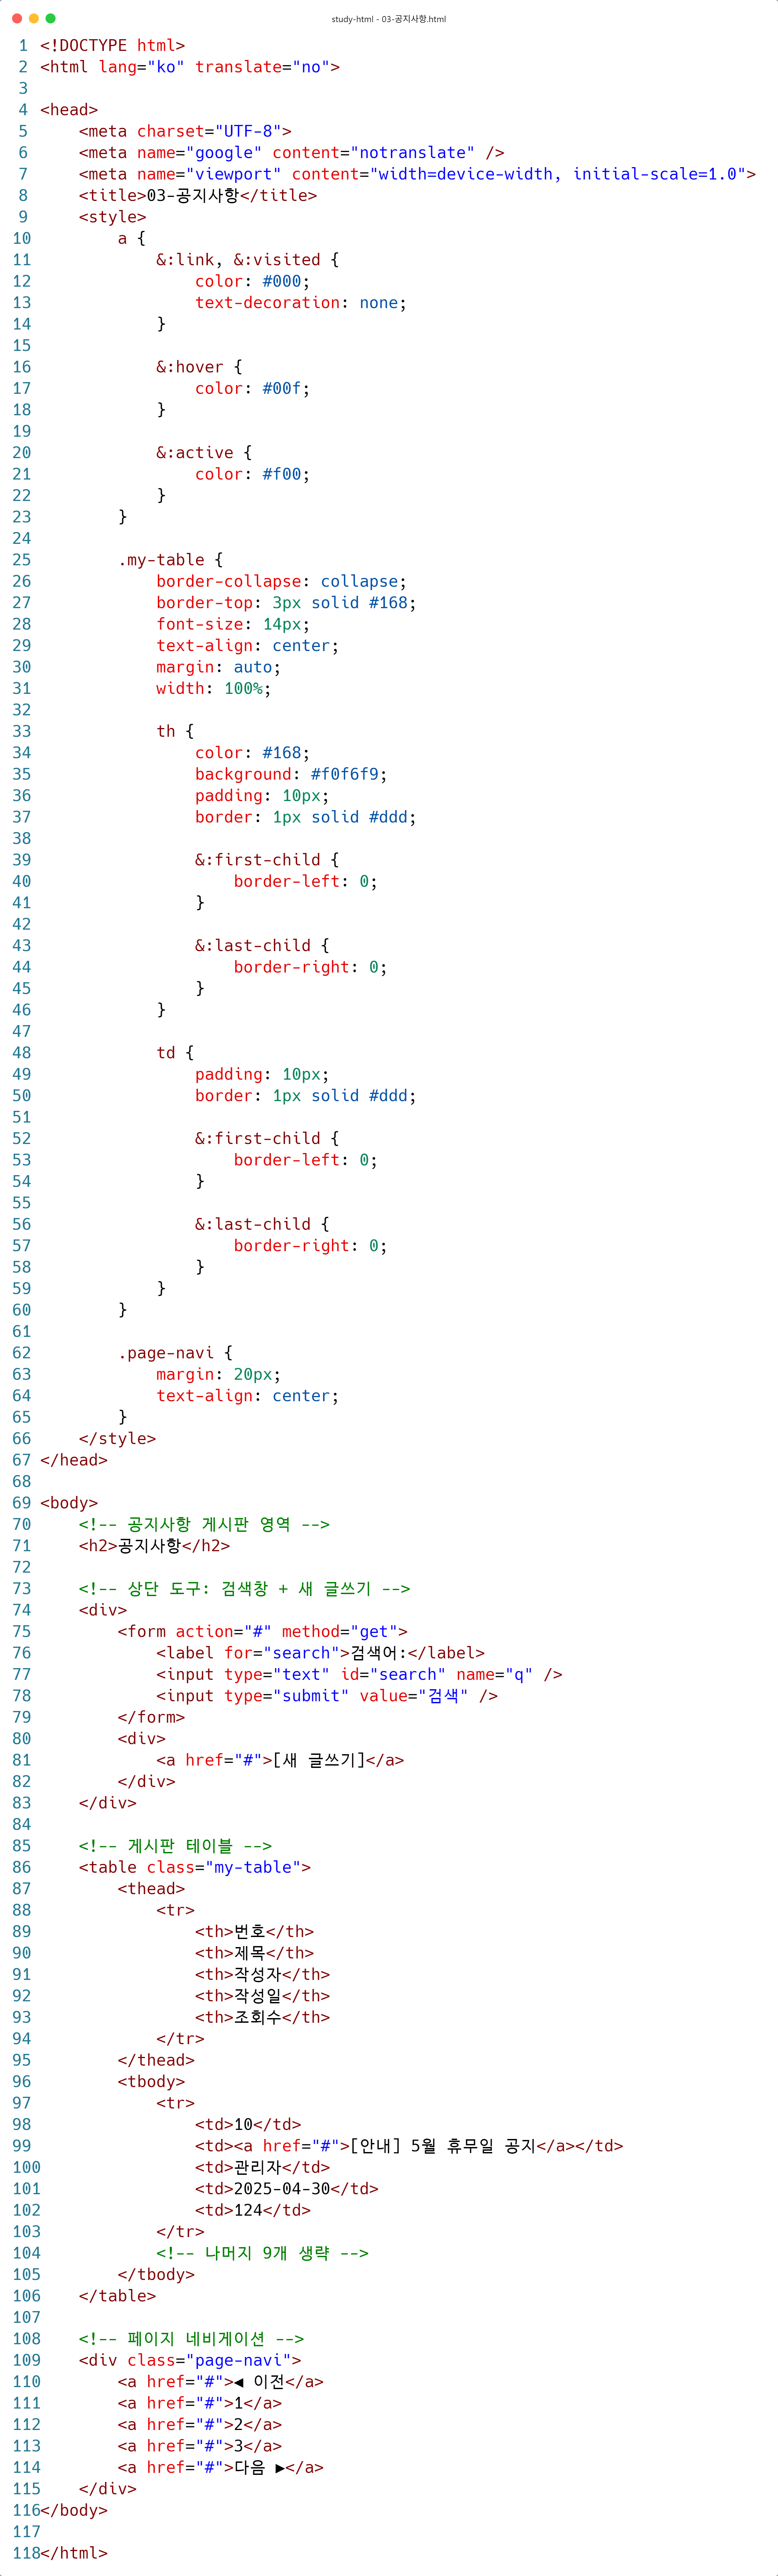 study-html - 03-공지사항.html
1 <!DOCTYPE html>
2 <html lang="ko" translate="no">
3
4 <head>
5     <meta charset="UTF-8">
6     <meta name="google" content="notranslate" />
7     <meta name="viewport" content="width=device-width, initial-scale=1.0">
8     <title>03-공지사항</title>
9     <style>
10         a {
11             &:link, &:visited {
12                 color: #000;
13                 text-decoration: none;
14             }
15
16             &:hover {
17                 color: #00f;
18             }
19
20             &:active {
21                 color: #f00;
22             }
23         }
24
25         .my-table {
26             border-collapse: collapse;
27             border-top: 3px solid #168;
28             font-size: 14px;
29             text-align: center;
30             margin: auto;
31             width: 100%;
32
33             th {
34                 color: #168;
35                 background: #f0f6f9;
36                 padding: 10px;
37                 border: 1px solid #ddd;
38
39                 &:first-child {
40                     border-left: 0;
41                 }
42
43                 &:last-child {
44                     border-right: 0;
45                 }
46             }
47
48             td {
49                 padding: 10px;
50                 border: 1px solid #ddd;
51
52                 &:first-child {
53                     border-left: 0;
54                 }
55
56                 &:last-child {
57                     border-right: 0;
58                 }
59             }
60         }
61
62         .page-navi {
63             margin: 20px;
64             text-align: center;
65         }
66     </style>
67 </head>
68
69 <body>
70     <!-- 공지사항 게시판 영역 -->
71     <h2>공지사항</h2>
72
73     <!-- 상단 도구: 검색창 + 새 글쓰기 -->
74     <div>
75         <form action="#" method="get">
76             <label for="search">검색어:</label>
77             <input type="text" id="search" name="q" />
78             <input type="submit" value="검색" />
79         </form>
80         <div>
81             <a href="#">[새 글쓰기]</a>
82         </div>
83     </div>
84
85     <!-- 게시판 테이블 -->
86     <table class="my-table">
87         <thead>
88             <tr>
89                 <th>번호</th>
90                 <th>제목</th>
91                 <th>작성자</th>
92                 <th>작성일</th>
93                 <th>조회수</th>
94             </tr>
95         </thead>
96         <tbody>
97             <tr>
98                 <td>10</td>
99                 <td><a href="#">[안내] 5월 휴무일 공지</a></td>
100                 <td>관리자</td>
101                 <td>2025-04-30</td>
102                 <td>124</td>
103             </tr>
104             <!-- 나머지 9개 생략 -->
105         </tbody>
106     </table>
107
108     <!-- 페이지 네비게이션 -->
109     <div class="page-navi">
110         <a href="#">◀ 이전</a>
111         <a href="#">1</a>
112         <a href="#">2</a>
113         <a href="#">3</a>
114         <a href="#">다음 ▶</a>
115     </div>
116 </body>
117
118 </html>